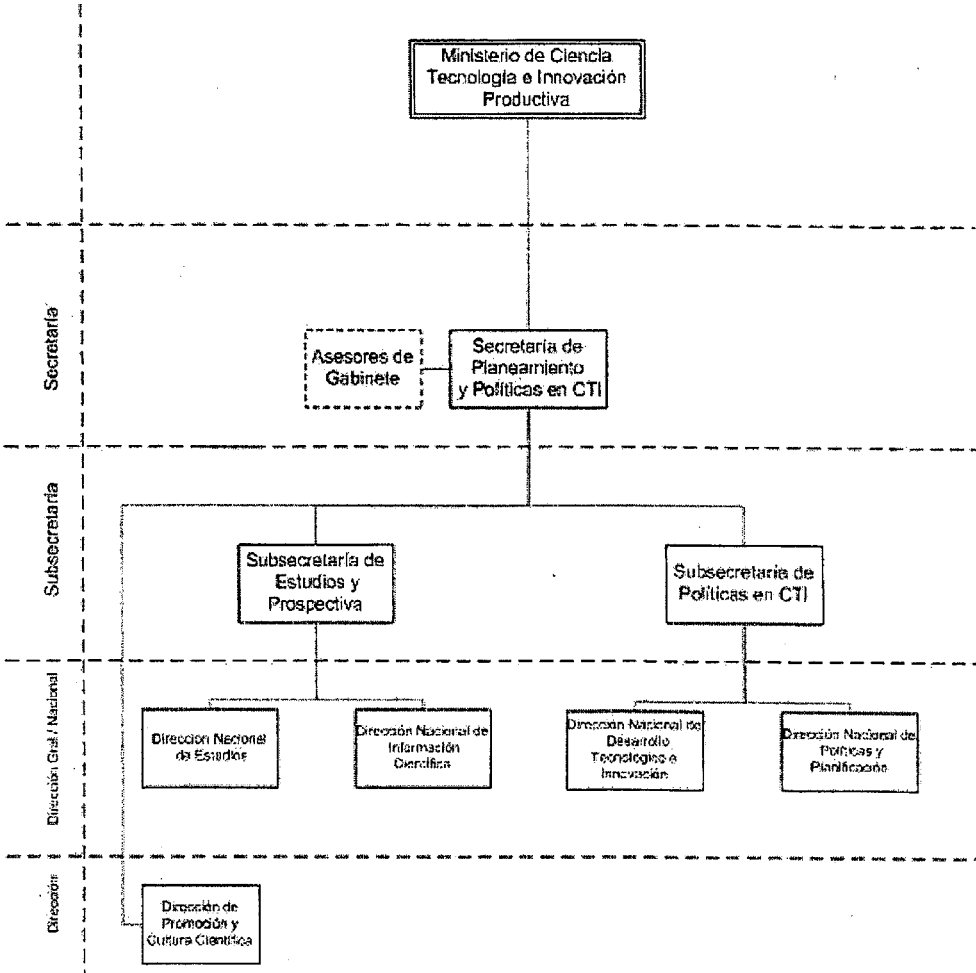 Ministerio de Ciencia
Tecnología e Innovación
Productiva
Secretaría
Asesores de
Gabinete
Secretaría de
Planeamiento
y Políticas en CTI
Subsecretaría
Subsecretaría de
Estudios y
Prospectiva
Subsecretaría de
Políticas en CTI
Dirección Gral / Nacional
Dirección Nacional
de Estudios
Dirección Nacional de
Información
Científica
Dirección Nacional de
Desarrollo
Tecnológico e
Innovación
Dirección Nacional de
Políticas y
Planificación
Dirección
Dirección de
Promoción y
Cultura Científica